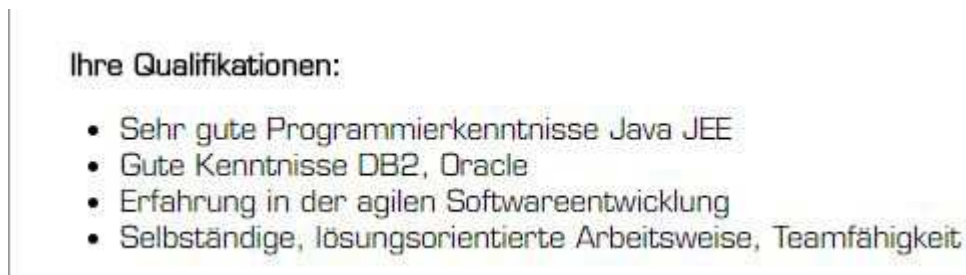 Ihre Qualifikationen:
• Sehr gute Programmierkenntnisse Java JEE
• Gute Kenntnisse DB2, Oracle
• Erfahrung in der agilen Softwareentwicklung
• Selbständige, lösungsorientierte Arbeitsweise, Teamfähigkeit